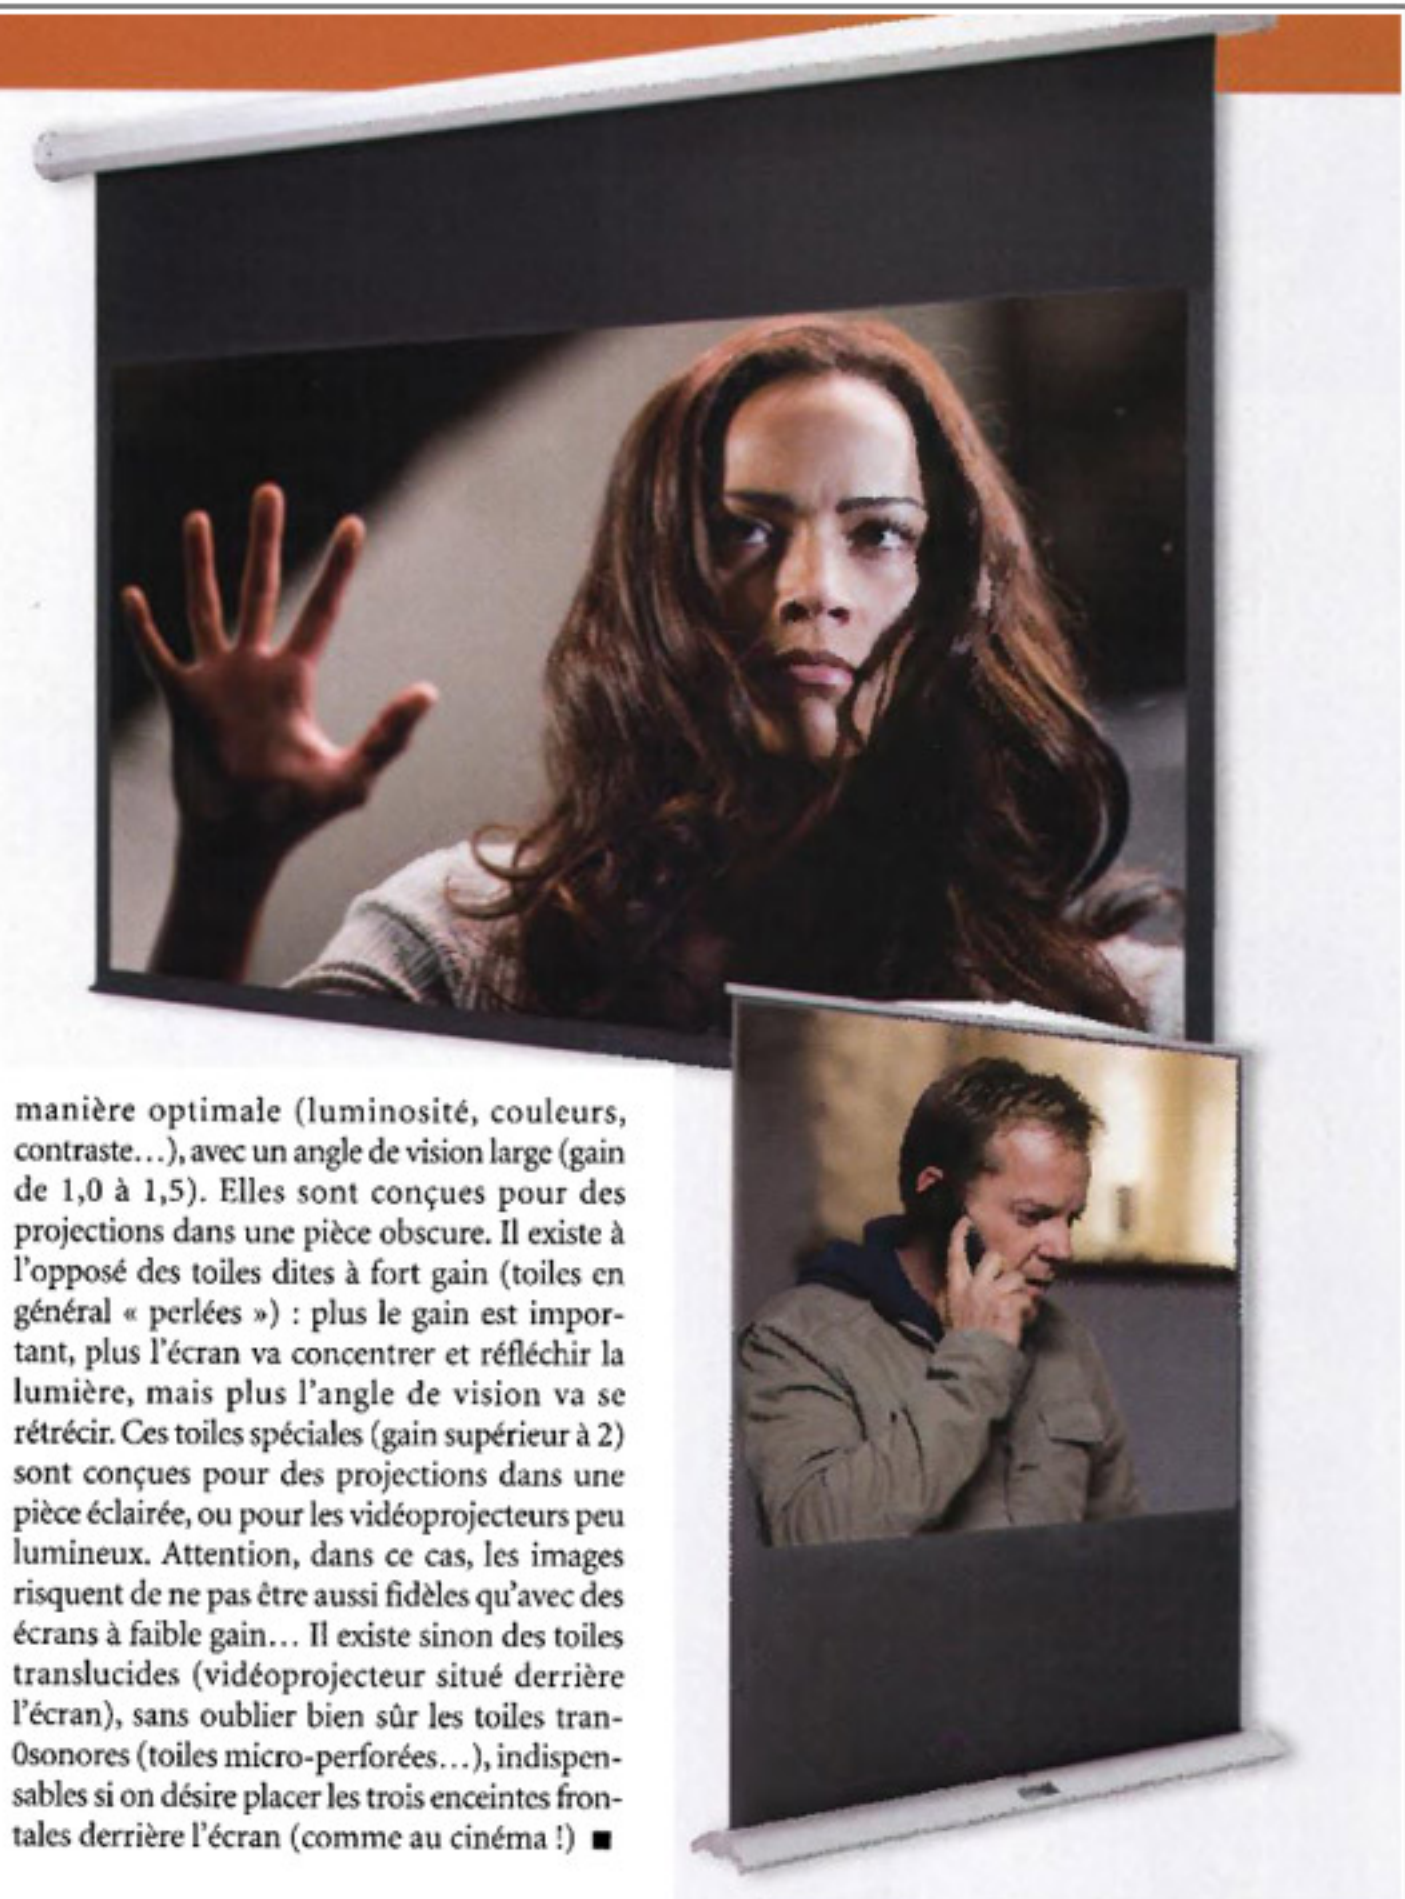 manière optimale (luminosité, couleurs,
contraste…), avec un angle de vision large (gain
de 1,0 à 1,5). Elles sont conçues pour des
projections dans une pièce obscure. Il existe à
l'opposé des toiles dites à fort gain (toiles en
général « perlées ») : plus le gain est impor-
tant, plus l'écran va concentrer et réfléchir la
lumière, mais plus l'angle de vision va se
rétrécir. Ces toiles spéciales (gain supérieur à 2)
sont conçues pour des projections dans une
pièce éclairée, ou pour les vidéoprojecteurs peu
lumineux. Attention, dans ce cas, les images
risquent de ne pas être aussi fidèles qu'avec des
écrans à faible gain… Il existe sinon des toiles
translucides (vidéoprojecteur situé derrière
l'écran), sans oublier bien sûr les toiles tran-
0sonores (toiles micro-perforées…), indispen-
sables si on désire placer les trois enceintes fron-
tales derrière l'écran (comme au cinéma !) ■